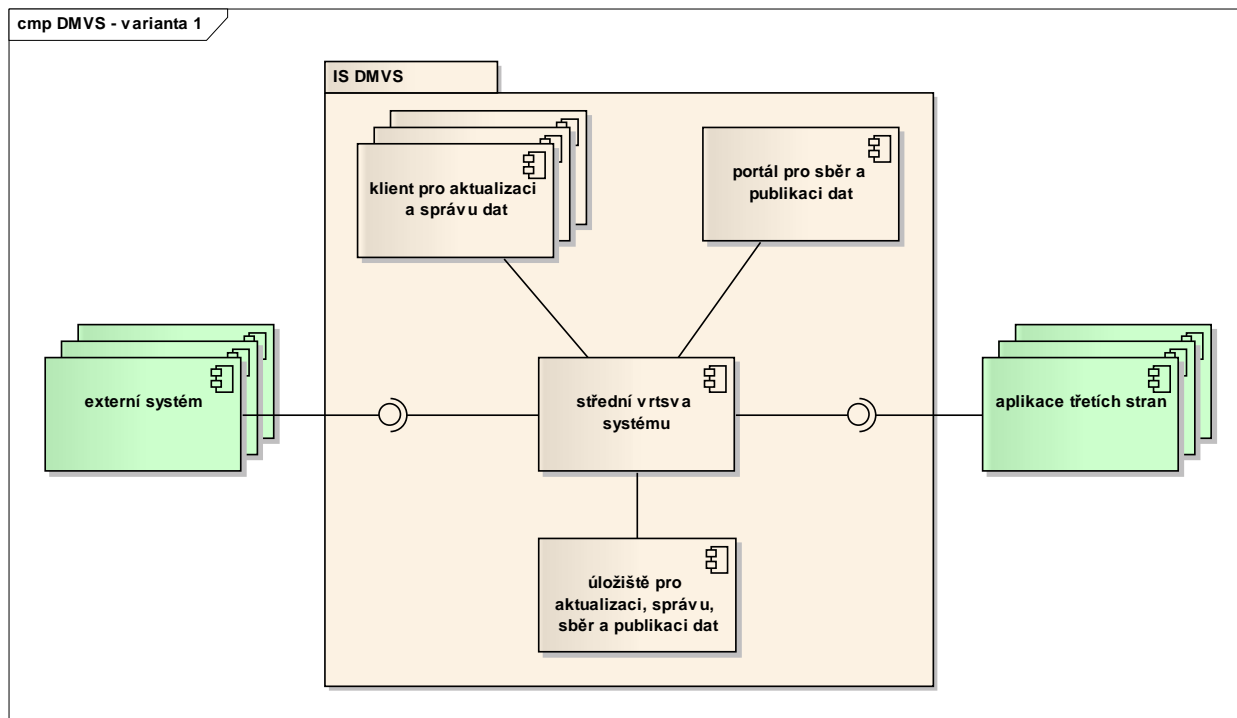 cmp DMVS - varianta 1
IS DMVS
klient pro aktualizaci
a správu dat
portál pro sběr a
publikaci dat
externí systém
střední vrtsva
systému
aplikace třetích stran
úložiště pro
aktualizaci, správu,
sběr a publikaci dat